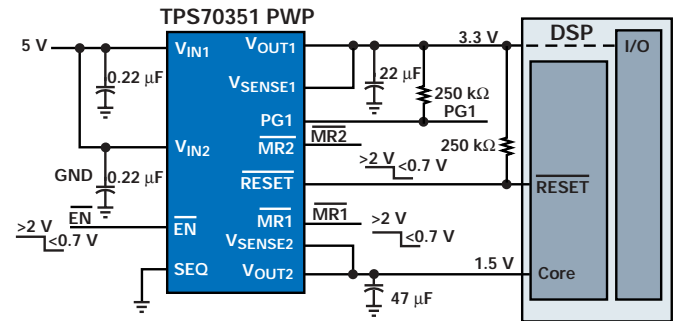 TPS70351 PWP
5 V
VIN1
VOUT1
3.3 V
DSP
I/O
0.22 µF
22 µF
250 kΩ
VSENSE1
PG1
PG1
MR2
MR2
250 kΩ
VIN2
GND
0.22 µF
>2 V
<0.7 V
RESET
RESET
EN
>2 V
<0.7 V
EN
MR1
MR1
>2 V
<0.7 V
VSENSE2
SEQ
VOUT2
1.5 V
Core
47 µF